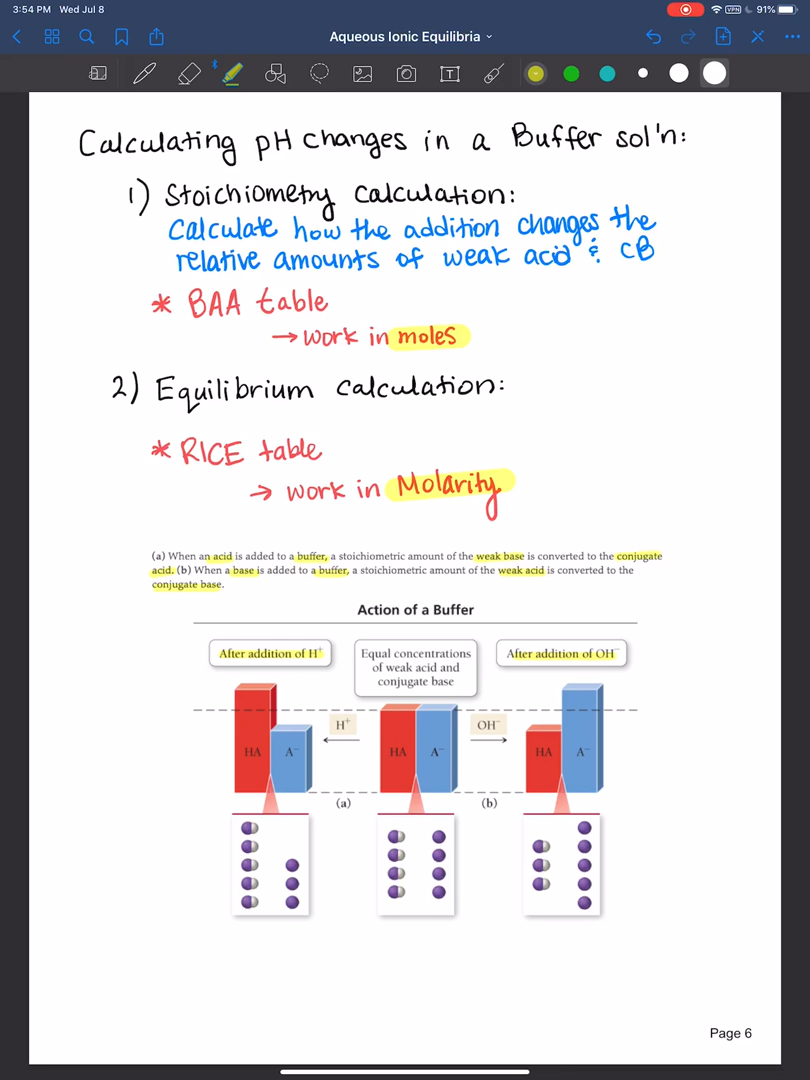 3:54 PM Wed Jul 8
VPN 91%
Aqueous Ionic Equilibria
T
Calculating pH changes in a Buffer sol'n:
1) Stoichiometry calculation:
calculate how the addition changes the
relative amounts of weak acid & CB
* BAA table
→ work in moles
2) Equilibrium calculation:
* RICE table
→ work in Molarity
(a) When an acid is added to a buffer, a stoichiometric amount of the weak base is converted to the conjugate
acid. (b) When a base is added to a buffer, a stoichiometric amount of the weak acid is converted to the
conjugate base.
Action of a Buffer
After addition of H⁺
Equal concentrations
of weak acid and
conjugate base
After addition of OH⁻
H⁺
OH⁻
HA A⁻
HA A⁻
HA A⁻
(a)
(b)
Page 6